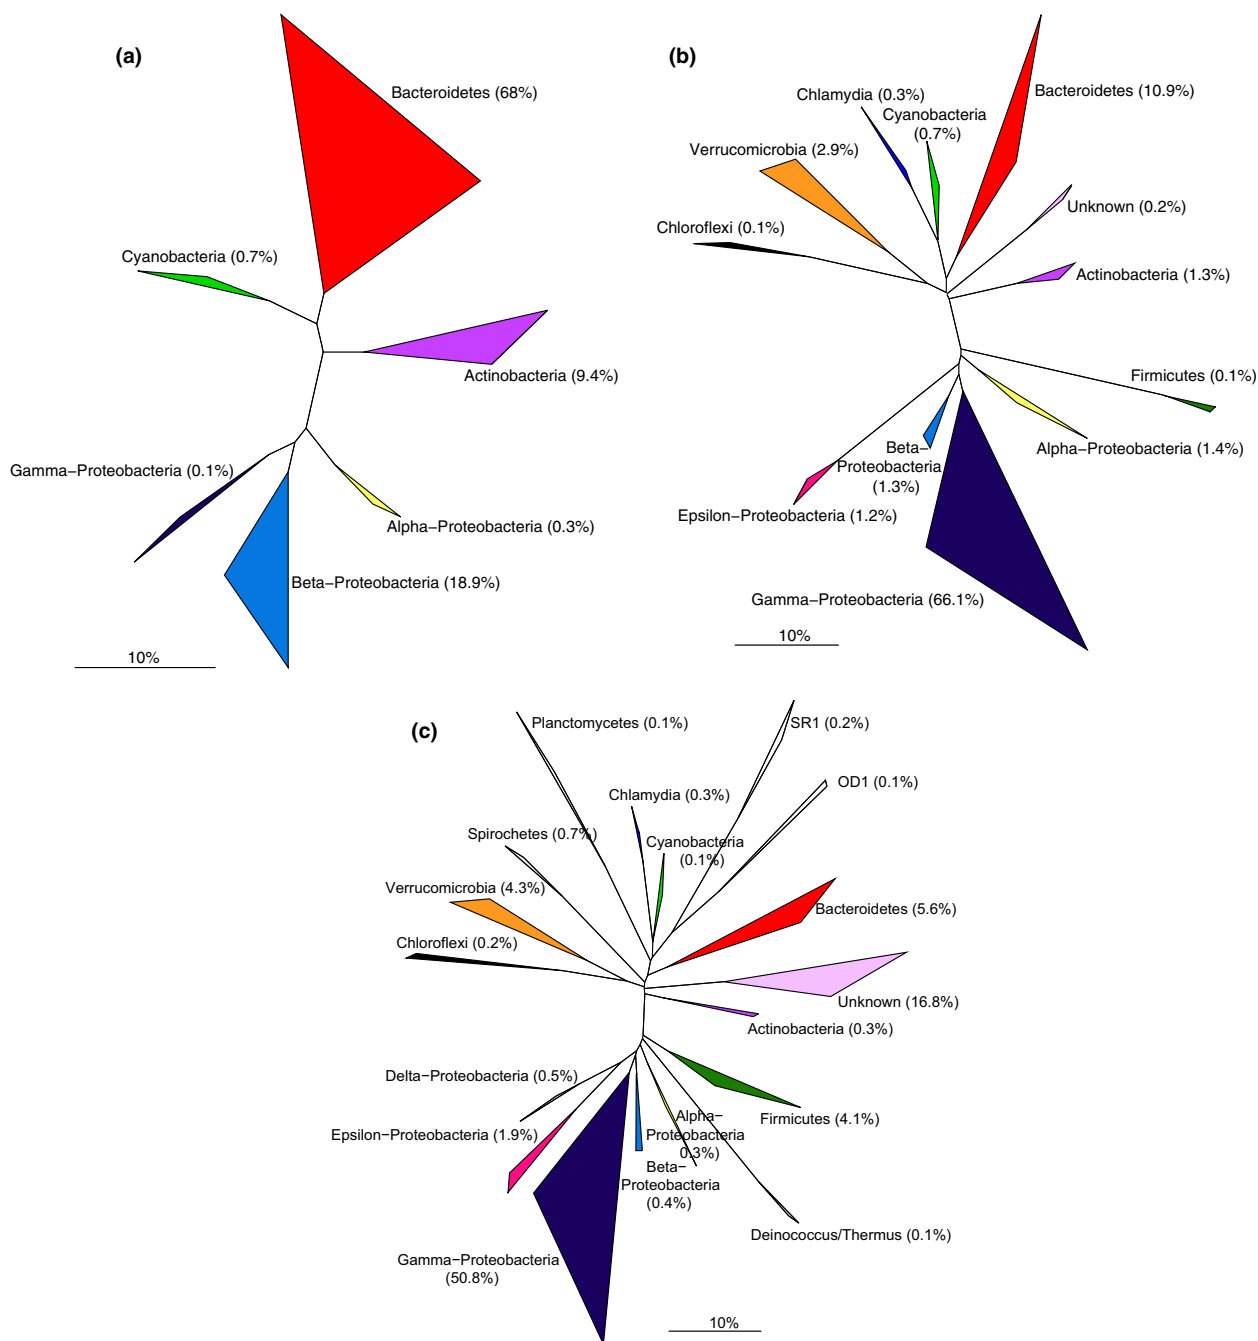 (a)
Bacteroidetes (68%)
Cyanobacteria (0.7%)
Actinobacteria (9.4%)
Gamma−Proteobacteria (0.1%)
Alpha−Proteobacteria (0.3%)
Beta−Proteobacteria (18.9%)
10%
(b)
Chlamydia (0.3%)
Bacteroidetes (10.9%)
Cyanobacteria
(0.7%)
Verrucomicrobia (2.9%)
Unknown (0.2%)
Chloroflexi (0.1%)
Actinobacteria (1.3%)
Firmicutes (0.1%)
Alpha−Proteobacteria (1.4%)
Beta−
Proteobacteria
(1.3%)
Epsilon−Proteobacteria (1.2%)
Gamma−Proteobacteria (66.1%)
10%
(c)
Planctomycetes (0.1%)
SR1 (0.2%)
OD1 (0.1%)
Chlamydia (0.3%)
Spirochetes (0.7%)
Cyanobacteria
(0.1%)
Verrucomicrobia (4.3%)
Bacteroidetes (5.6%)
Chloroflexi (0.2%)
Unknown (16.8%)
Actinobacteria (0.3%)
Delta−Proteobacteria (0.5%)
Firmicutes (4.1%)
Epsilon−Proteobacteria (1.9%)
Alpha−
Proteobacteria
0.3%)
Beta−
Proteobacteria
(0.4%)
Deinococcus/Thermus (0.1%)
Gamma−Proteobacteria
(50.8%)
10%